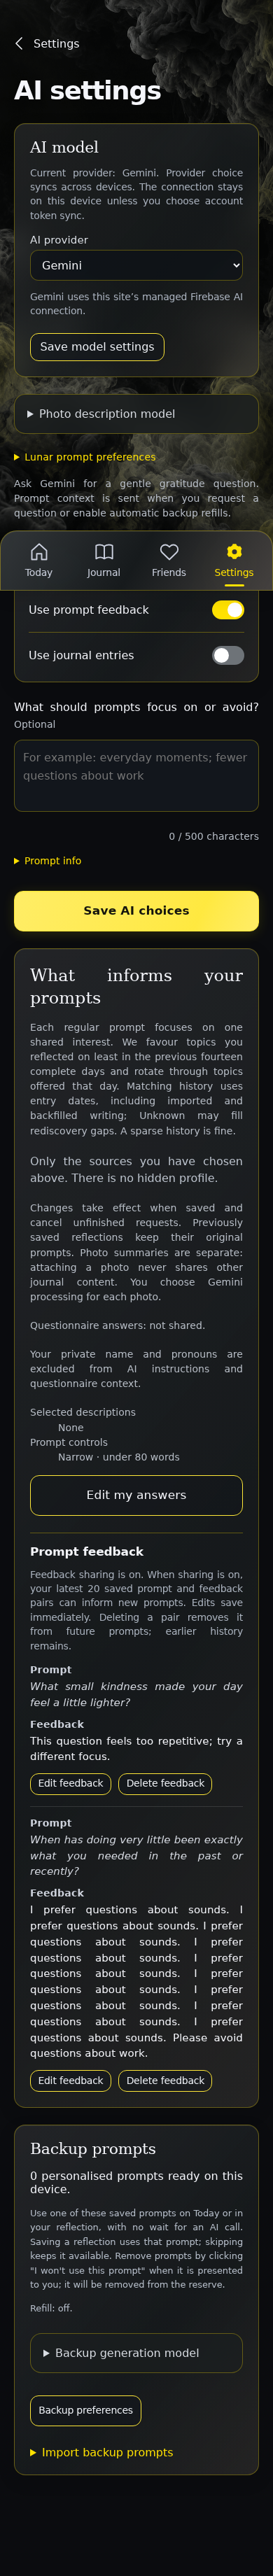 Settings
AI settings
AI model
Current provider: Gemini. Provider choice
syncs across devices. The connection stays
on this device unless you choose account
token sync.
AI provider
Gemini
Gemini uses this site’s managed Firebase AI
connection.
Save model settings
Photo description model
Lunar prompt preferences
Ask Gemini for a gentle gratitude question.
Prompt context is sent when you request a
question or enable automatic backup refills.
Today Journal Friends Settings
Use prompt feedback
Use journal entries
What should prompts focus on or avoid?
Optional
For example: everyday moments; fewer
questions about work
0 / 500 characters
Prompt info
Save AI choices
What informs your
prompts
Each regular prompt focuses on one
shared interest. We favour topics you
reflected on least in the previous fourteen
complete days and rotate through topics
offered that day. Matching history uses
entry dates, including imported and
backfilled writing; Unknown may fill
rediscovery gaps. A sparse history is fine.
Only the sources you have chosen
above. There is no hidden profile.
Changes take effect when saved and
cancel unfinished requests. Previously
saved reflections keep their original
prompts. Photo summaries are separate:
attaching a photo never shares other
journal content. You choose Gemini
processing for each photo.
Questionnaire answers: not shared.
Your private name and pronouns are
excluded from AI instructions and
questionnaire context.
Selected descriptions
None
Prompt controls
Narrow · under 80 words
Edit my answers
Prompt feedback
Feedback sharing is on. When sharing is on,
your latest 20 saved prompt and feedback
pairs can inform new prompts. Edits save
immediately. Deleting a pair removes it
from future prompts; earlier history
remains.
Prompt
What small kindness made your day
feel a little lighter?
Feedback
This question feels too repetitive; try a
different focus.
Edit feedback Delete feedback
Prompt
When has doing very little been exactly
what you needed in the past or
recently?
Feedback
I prefer questions about sounds. I
prefer questions about sounds. I prefer
questions about sounds. I prefer
questions about sounds. I prefer
questions about sounds. I prefer
questions about sounds. I prefer
questions about sounds. I prefer
questions about sounds. I prefer
questions about sounds. Please avoid
questions about work.
Edit feedback Delete feedback
Backup prompts
0 personalised prompts ready on this
device.
Use one of these saved prompts on Today or in
your reflection, with no wait for an AI call.
Saving a reflection uses that prompt; skipping
keeps it available. Remove prompts by clicking
"I won't use this prompt" when it is presented
to you; it will be removed from the reserve.
Refill: off.
Backup generation model
Backup preferences
Import backup prompts